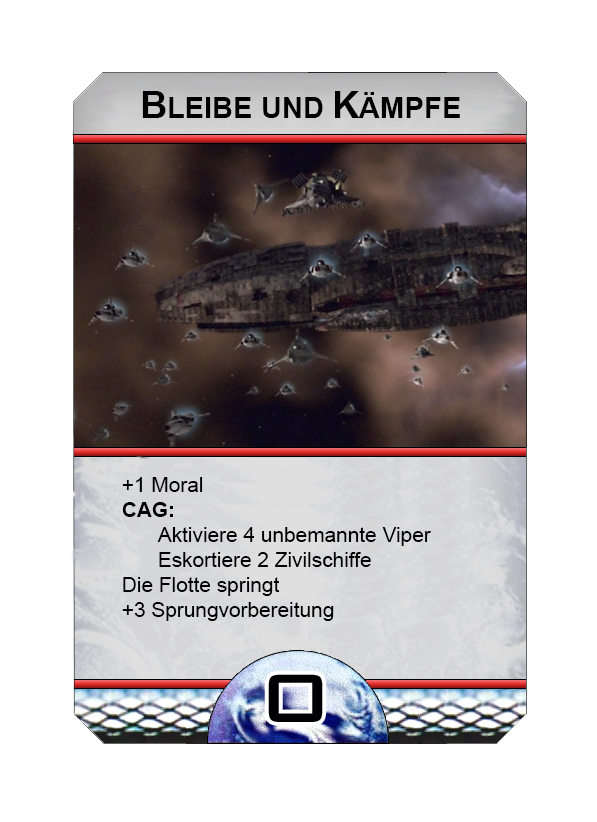 BLEIBE UND KÄMPFE
+1 Moral
CAG:
Aktiviere 4 unbemannte Viper
Eskortiere 2 Zivilschiffe
Die Flotte springt
+3 Sprungvorbereitung